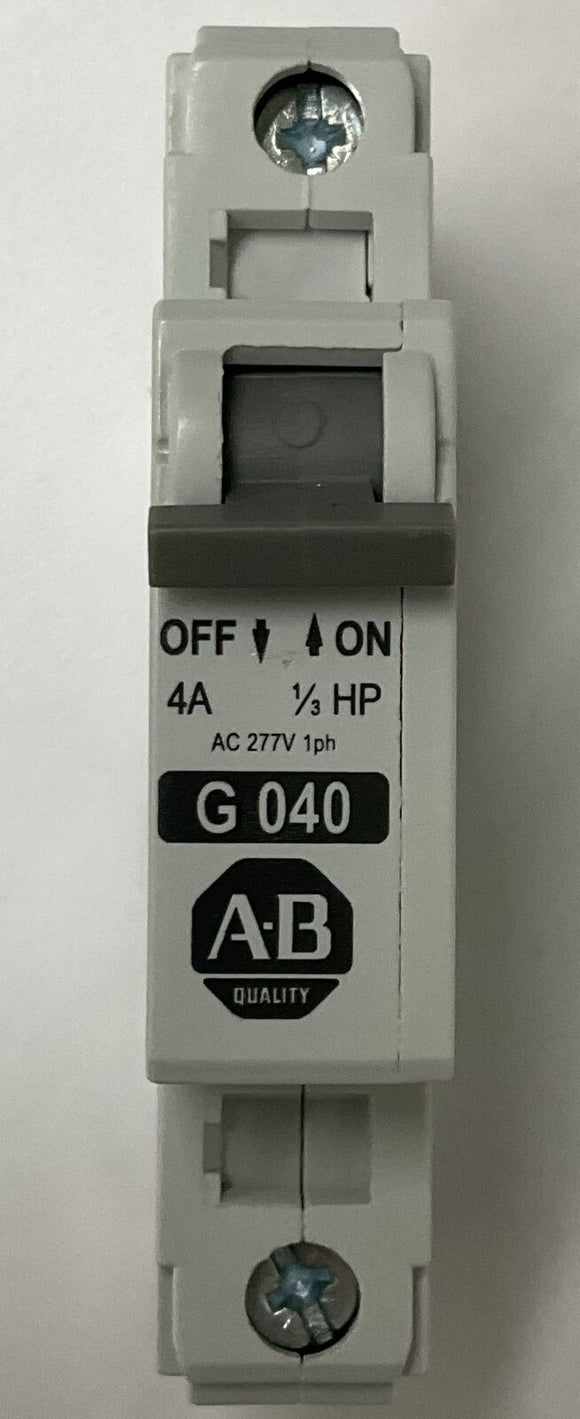 OFF ON
4A ⅓ HP
AC 277V 1ph
G 040
A-B
QUALITY